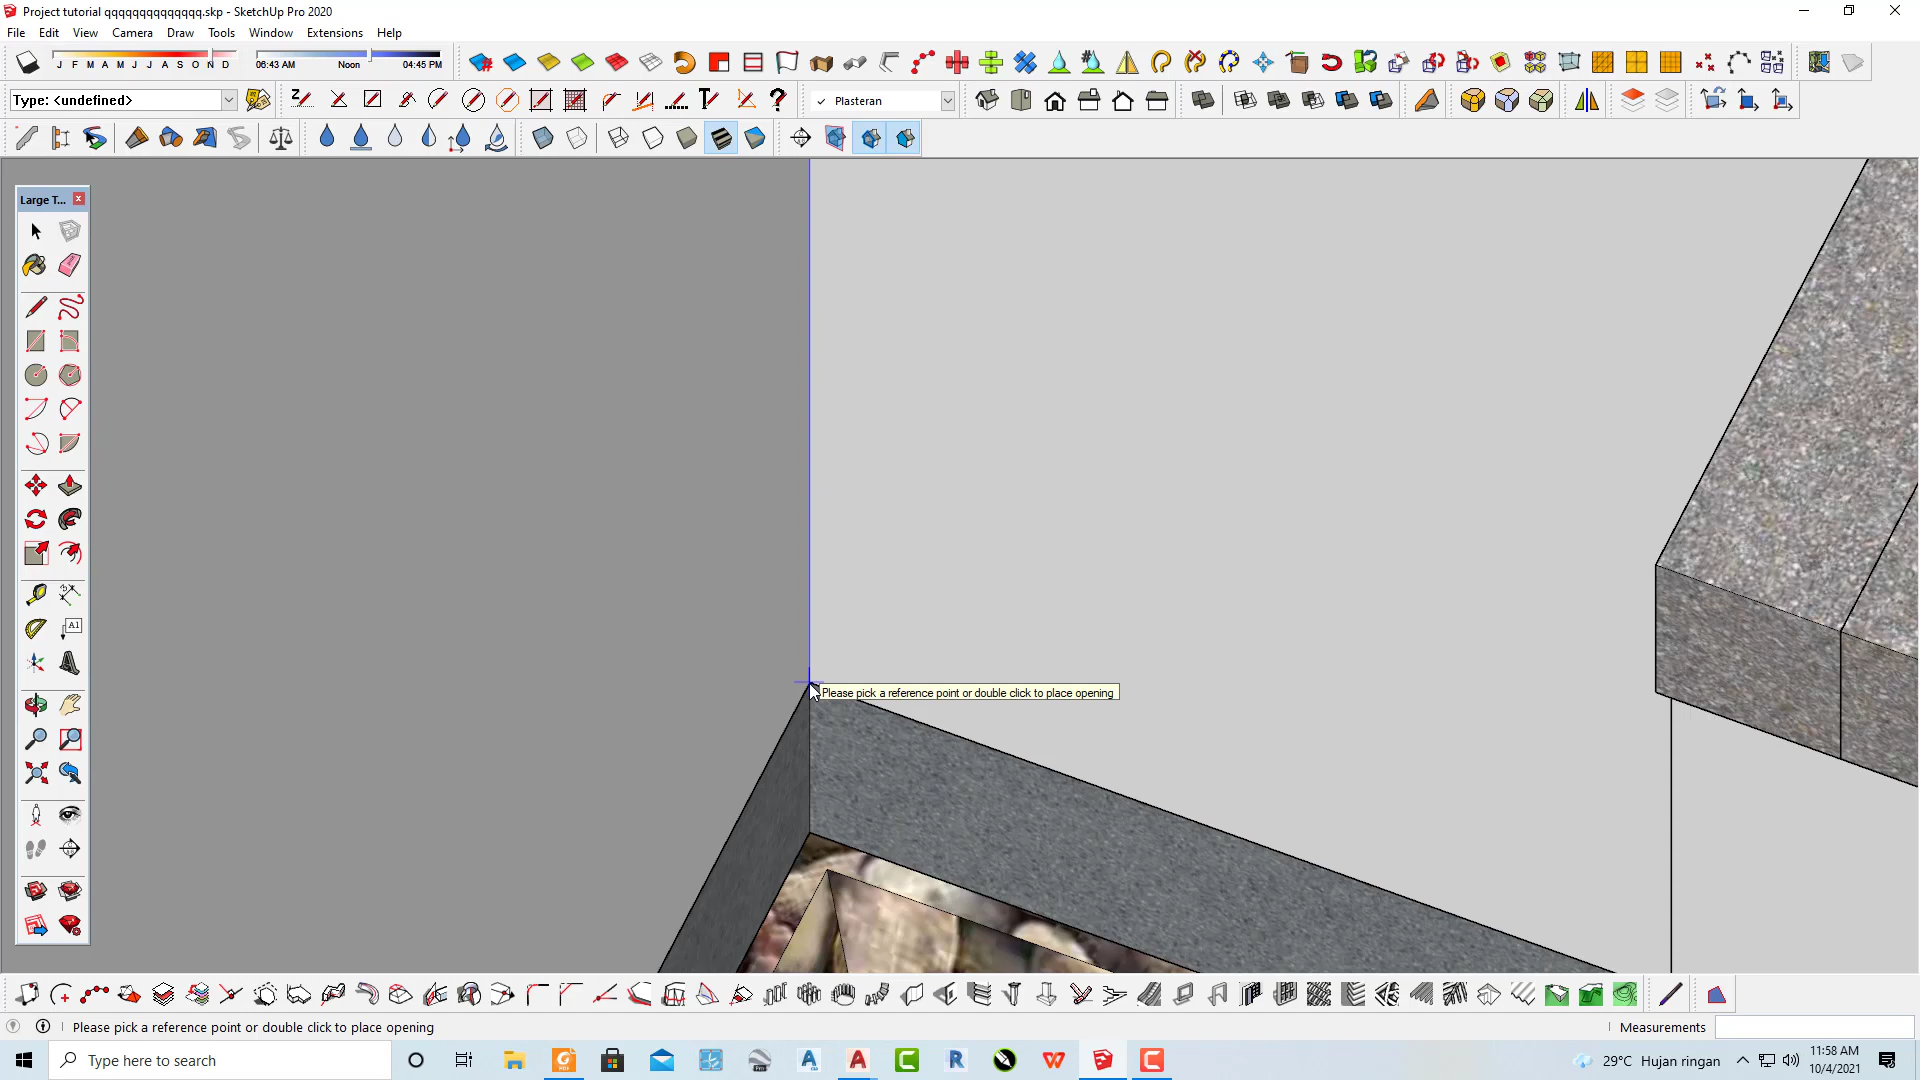 Project tutorial qqqqqqqqqqqqqq.skp - SketchUp Pro 2020
File Edit View Camera Draw Tools Window Extensions Help
J F M A M J J A S O N D
06:43 AM Noon 04:45 PM
Type: <undefined>
✓ Plasteran
Large T...
A1
Please pick a reference point or double click to place opening
Please pick a reference point or double click to place opening
Measurements
Type here to search
29°C Hujan ringan
11:58 AM
10/4/2021